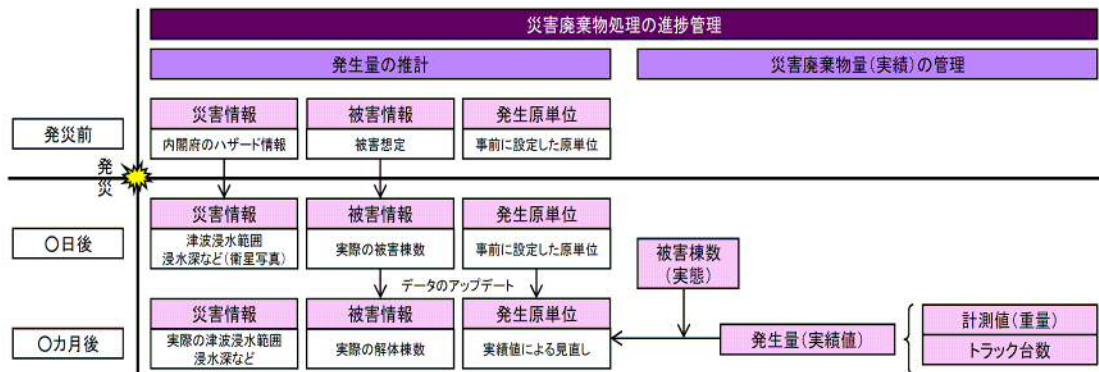 災害廃棄物処理の進捗管理
発生量の推計
災害廃棄物量(実績)の管理
発災前
災害情報
内閣府のハザード情報
被害情報
被害想定
発生原単位
事前に設定した原単位
発災
〇日後
災害情報
津波浸水範囲
浸水深など(衛星写真)
被害情報
実際の被害棟数
発生原単位
事前に設定した原単位
被害棟数
(実態)
データのアップデート
〇カ月後
災害情報
実際の津波浸水範囲
浸水深など
被害情報
実際の解体棟数
発生原単位
実績値による見直し
発生量(実績値)
計測値(重量)
トラック台数